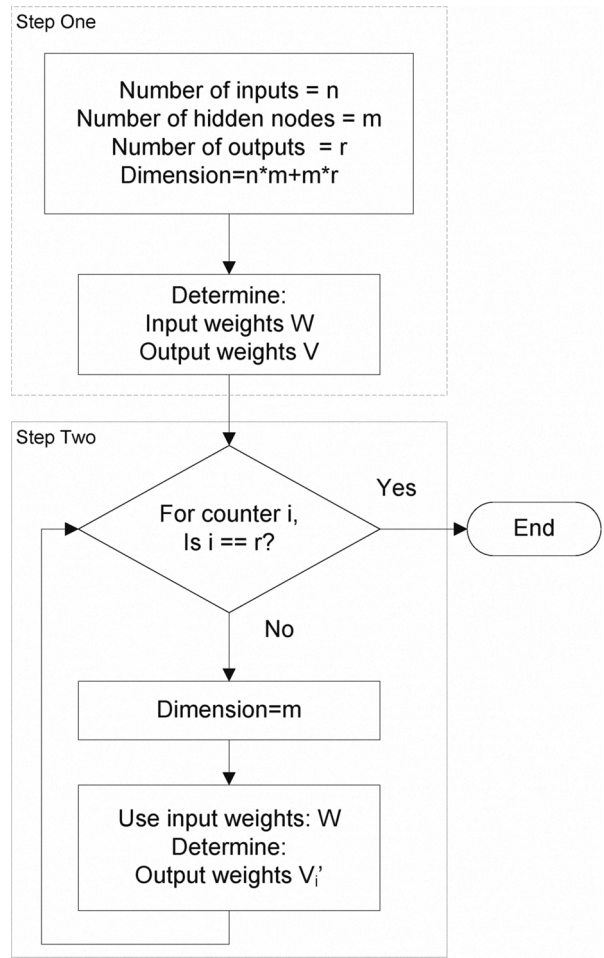 Step One
Number of inputs = n
Number of hidden nodes = m
Number of outputs = r
Dimension=n*m+m*r
Determine:
Input weights W
Output weights V
Step Two
For counter i,
Is i == r?
Yes
End
No
Dimension=m
Use input weights: W
Determine:
Output weights Vᵢ’